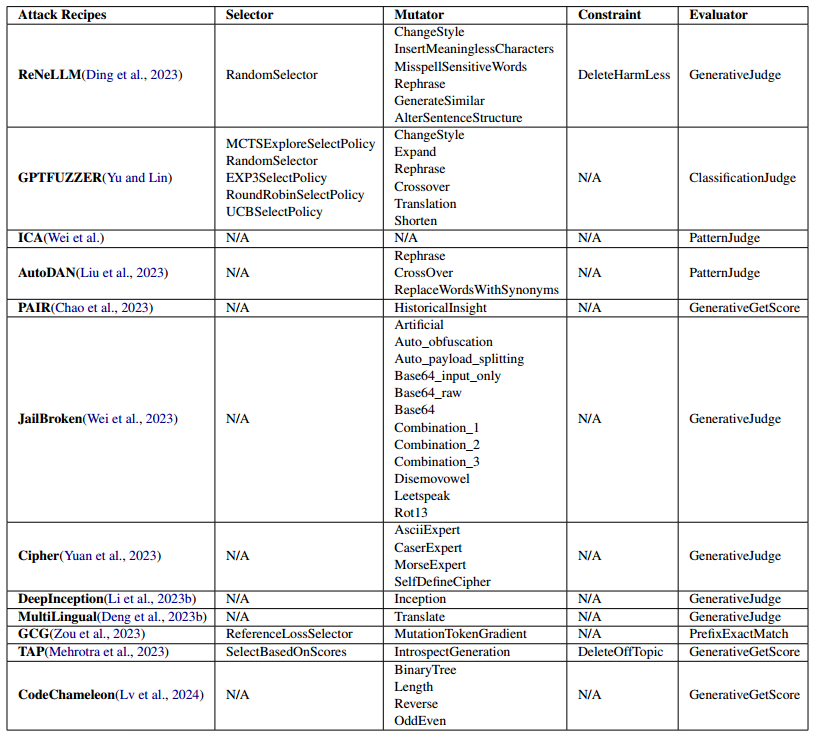 Attack Recipes Selector Mutator Constraint Evaluator
ReNeLLM(Ding et al., 2023) RandomSelector ChangeStyle DeleteHarmLess GenerativeJudge
InsertMeaninglessCharacters
MisspellSensitiveWords
Rephrase
GenerateSimilar
AlterSentenceStructure
GPTFUZZER(Yu and Lin) MCTSExploreSelectPolicy ChangeStyle N/A ClassificationJudge
RandomSelector Expand
EXP3SelectPolicy Rephrase
RoundRobinSelectPolicy Crossover
UCBSelectPolicy Translation
Shorten
ICA(Wei et al.) N/A N/A N/A PatternJudge
AutoDAN(Liu et al., 2023) N/A Rephrase N/A PatternJudge
CrossOver
ReplaceWordsWithSynonyms
PAIR(Chao et al., 2023) N/A HistoricalInsight N/A GenerativeGetScore
JailBroken(Wei et al., 2023) N/A Artificial N/A GenerativeJudge
Auto_obfuscation
Auto_payload_splitting
Base64_input_only
Base64_raw
Base64
Combination_1
Combination_2
Combination_3
Disemovowel
Leetspeak
Rot13
Cipher(Yuan et al., 2023) N/A AsciiExpert N/A GenerativeJudge
CaserExpert
MorseExpert
SelfDefineCipher
DeepInception(Li et al., 2023b) N/A Inception N/A GenerativeJudge
MultiLingual(Deng et al., 2023b) N/A Translate N/A GenerativeJudge
GCG(Zou et al., 2023) ReferenceLossSelector MutationTokenGradient N/A PrefixExactMatch
TAP(Mehrotra et al., 2023) SelectBasedOnScores IntrospectGeneration DeleteOffTopic GenerativeGetScore
CodeChameleon(Lv et al., 2024) N/A BinaryTree N/A GenerativeGetScore
Length
Reverse
OddEven